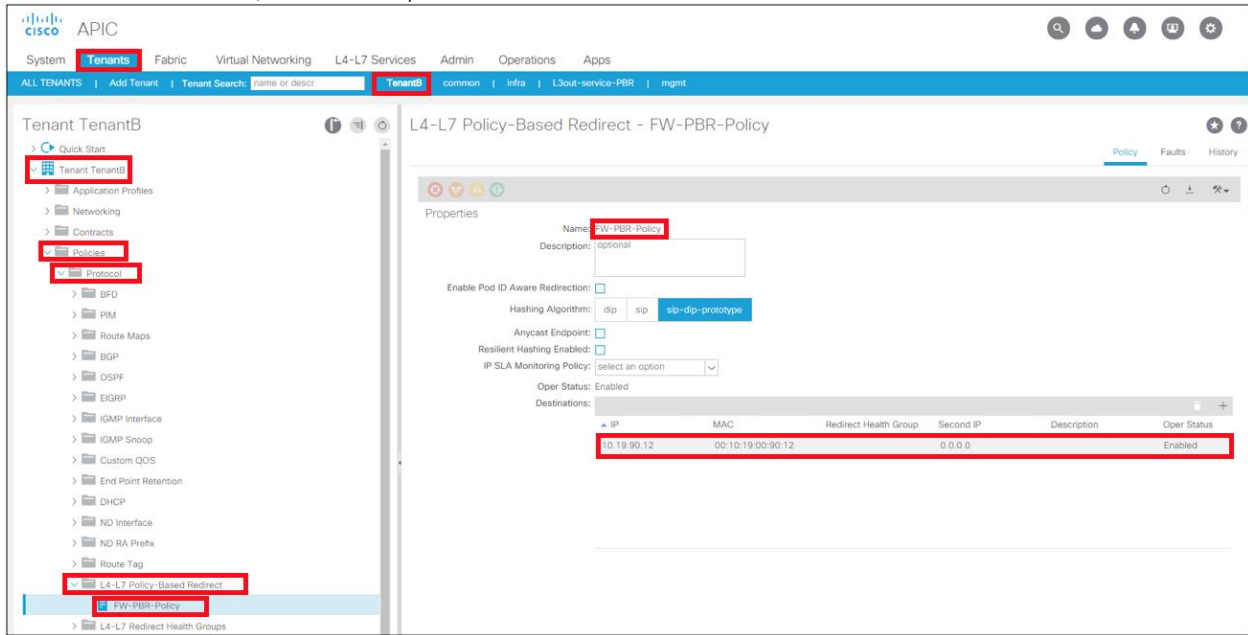 cisco APIC
System Tenants Fabric Virtual Networking L4-L7 Services Admin Operations Apps
ALL TENANTS | Add Tenant | Tenant Search: name or descr | TenantB | common | infra | L3out-service-PBR | mgmt
Tenant TenantB
Quick Start
Tenant TenantB
Application Profiles
Networking
Contracts
Policies
Protocol
BFD
PIM
Route Maps
BGP
OSPF
EIGRP
IGMP Interface
IGMP Snoop
Custom QOS
End Point Retention
DHCP
ND Interface
ND RA Prefix
Route Tag
L4-L7 Policy-Based Redirect
FW-PBR-Policy
L4-L7 Redirect Health Groups
L4-L7 Policy-Based Redirect - FW-PBR-Policy
Policy Faults History
Properties
Name: FW-PBR-Policy
Description: optional
Enable Pod ID Aware Redirection:
Hashing Algorithm: dip sip sip-dip-prototype
Anycast Endpoint:
Resilient Hashing Enabled:
IP SLA Monitoring Policy: select an option
Oper Status: Enabled
Destinations:
IP MAC Redirect Health Group Second IP Description Oper Status
10.19.90.12 00:10:19:00:90:12 0.0.0.0 Enabled